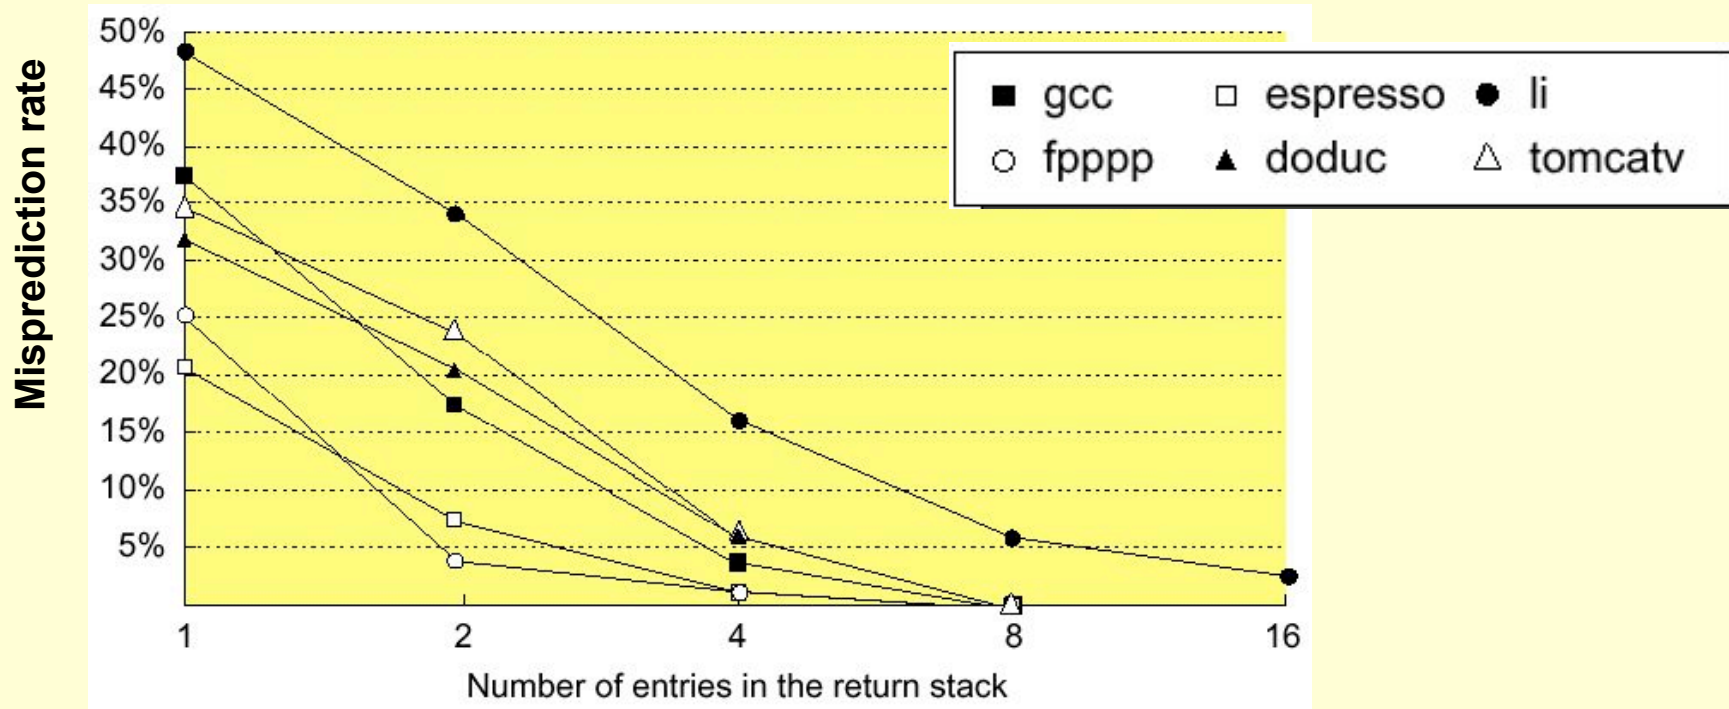 Misprediction rate
50%
45%
40%
35%
30%
25%
20%
15%
10%
5%
gcc espresso li
fpppp doduc tomcatv
1 2 4 8 16
Number of entries in the return stack